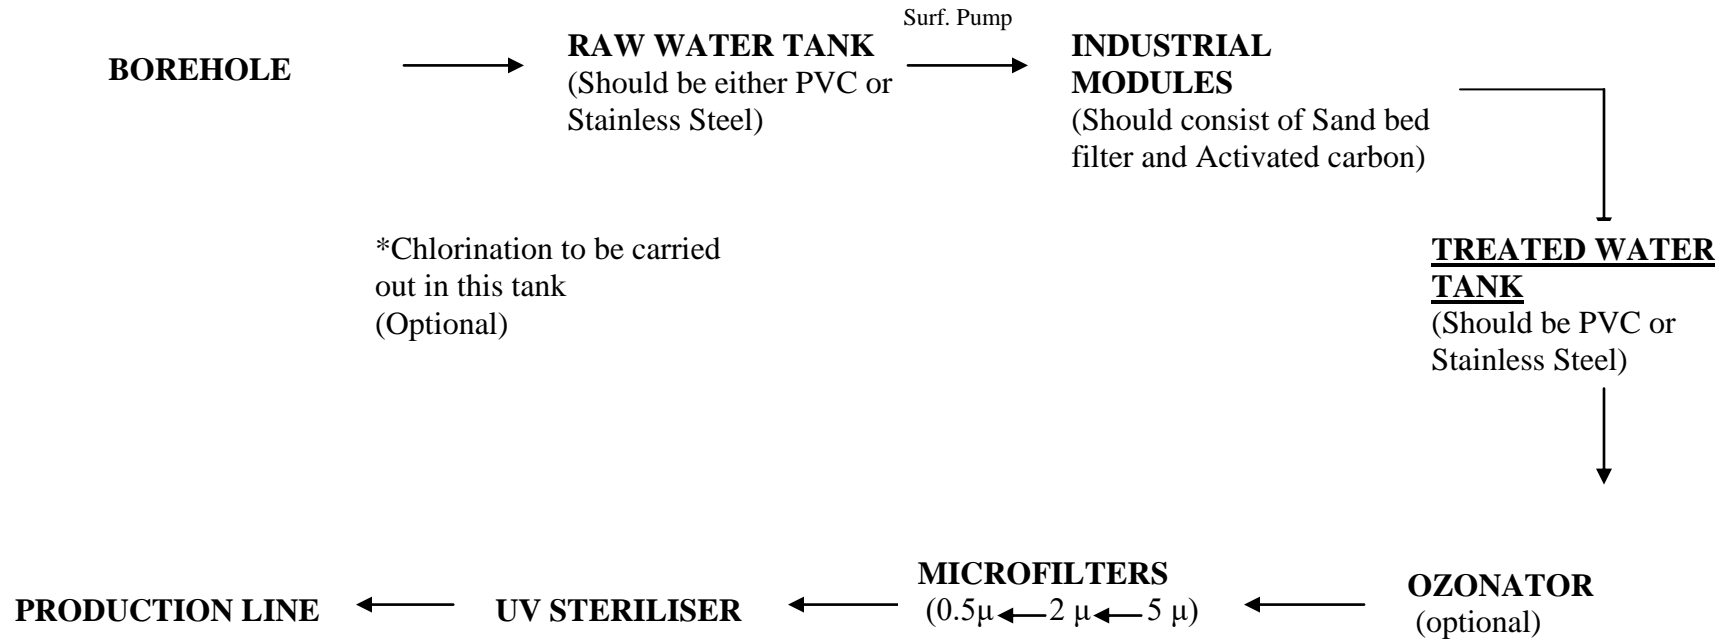 Surf. Pump
BOREHOLE
RAW WATER TANK
(Should be either PVC or
Stainless Steel)
INDUSTRIAL
MODULES
(Should consist of Sand bed
filter and Activated carbon)
*Chlorination to be carried
out in this tank
(Optional)
TREATED WATER
TANK
(Should be PVC or
Stainless Steel)
OZONATOR
(optional)
MICROFILTERS
(0.5μ 2 μ 5 μ)
UV STERILISER
PRODUCTION LINE